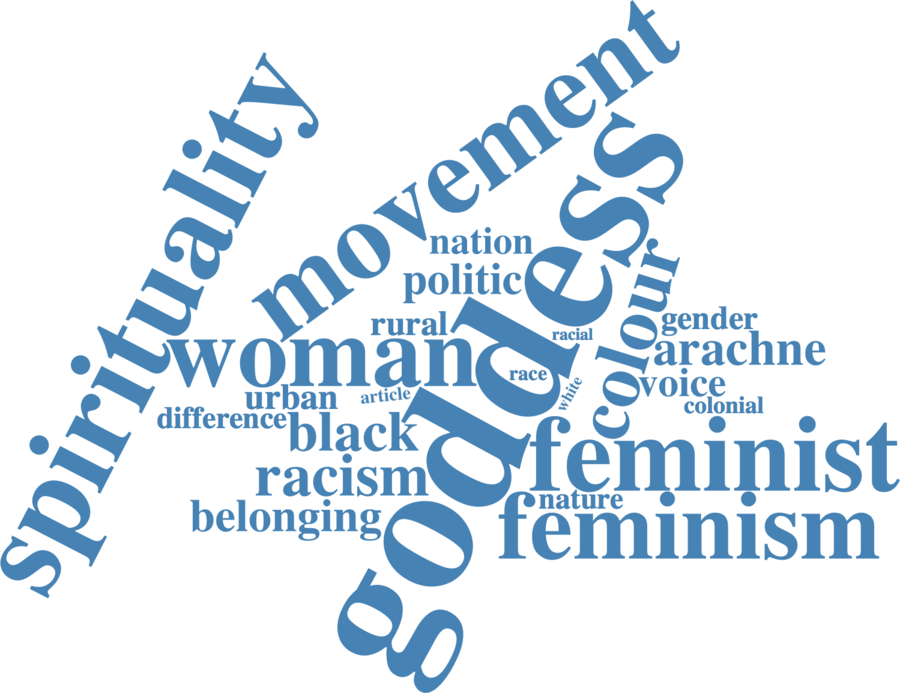 spirituality
movement
goddess
nation
politic
rural
woman
racial
race
white
colour
gender
arachne
voice
colonial
urban
article
difference
black
feminist
racism
nature
belonging
feminism